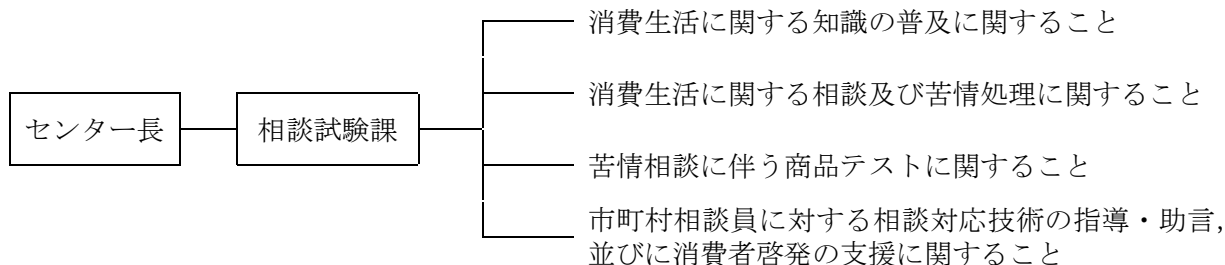 消費生活に関する知識の普及に関すること
消費生活に関する相談及び苦情処理に関すること
センター長
相談試験課
苦情相談に伴う商品テストに関すること
市町村相談員に対する相談対応技術の指導・助言,
並びに消費者啓発の支援に関すること